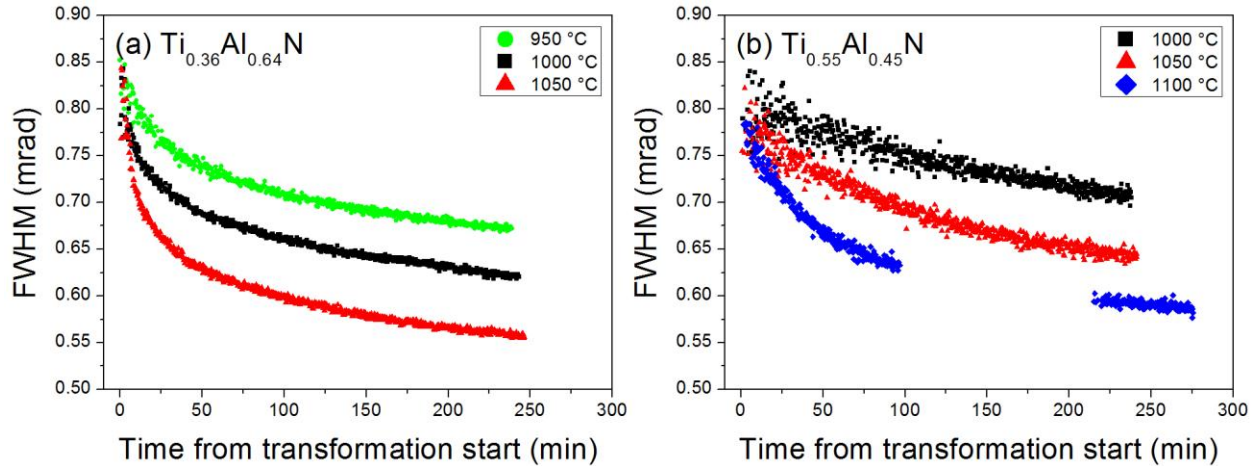 (a) Ti0.36Al0.64N
950 °C
1000 °C
1050 °C
FWHM (mrad)
0.90
0.85
0.80
0.75
0.70
0.65
0.60
0.55
0.50
0 50 100 150 200 250 300
Time from transformation start (min)
(b) Ti0.55Al0.45N
1000 °C
1050 °C
1100 °C
FWHM (mrad)
0.90
0.85
0.80
0.75
0.70
0.65
0.60
0.55
0.50
0 50 100 150 200 250 300
Time from transformation start (min)